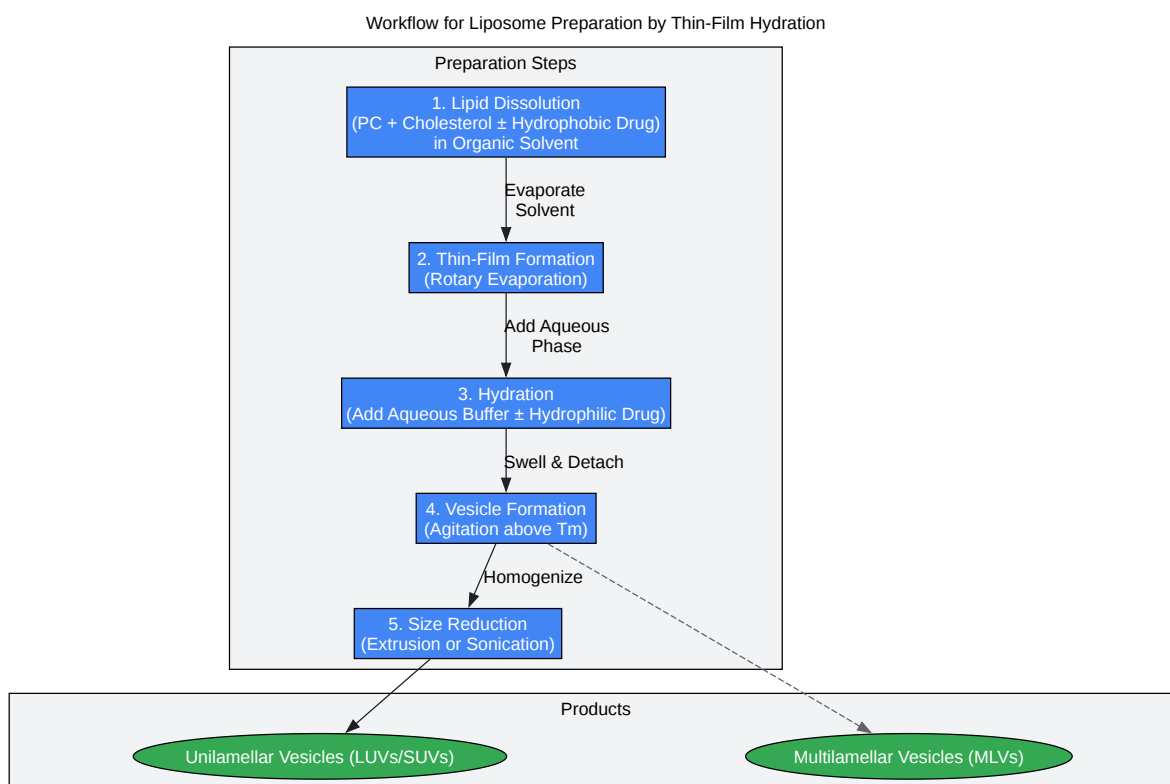 Workflow for Liposome Preparation by Thin-Film Hydration
Preparation Steps
1. Lipid Dissolution
(PC + Cholesterol ± Hydrophobic Drug)
in Organic Solvent
Evaporate
Solvent
2. Thin-Film Formation
(Rotary Evaporation)
Add Aqueous
Phase
3. Hydration
(Add Aqueous Buffer ± Hydrophilic Drug)
Swell & Detach
4. Vesicle Formation
(Agitation above Tm)
Homogenize
5. Size Reduction
(Extrusion or Sonication)
Products
Unilamellar Vesicles (LUVs/SUVs)
Multilamellar Vesicles (MLVs)